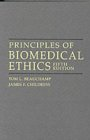 PRINCIPLES OF
BIOMEDICAL
ETHICS
FIFTH
EDITION
TOM L. BEAUCHAMP
JAMES F. CHILDRESS